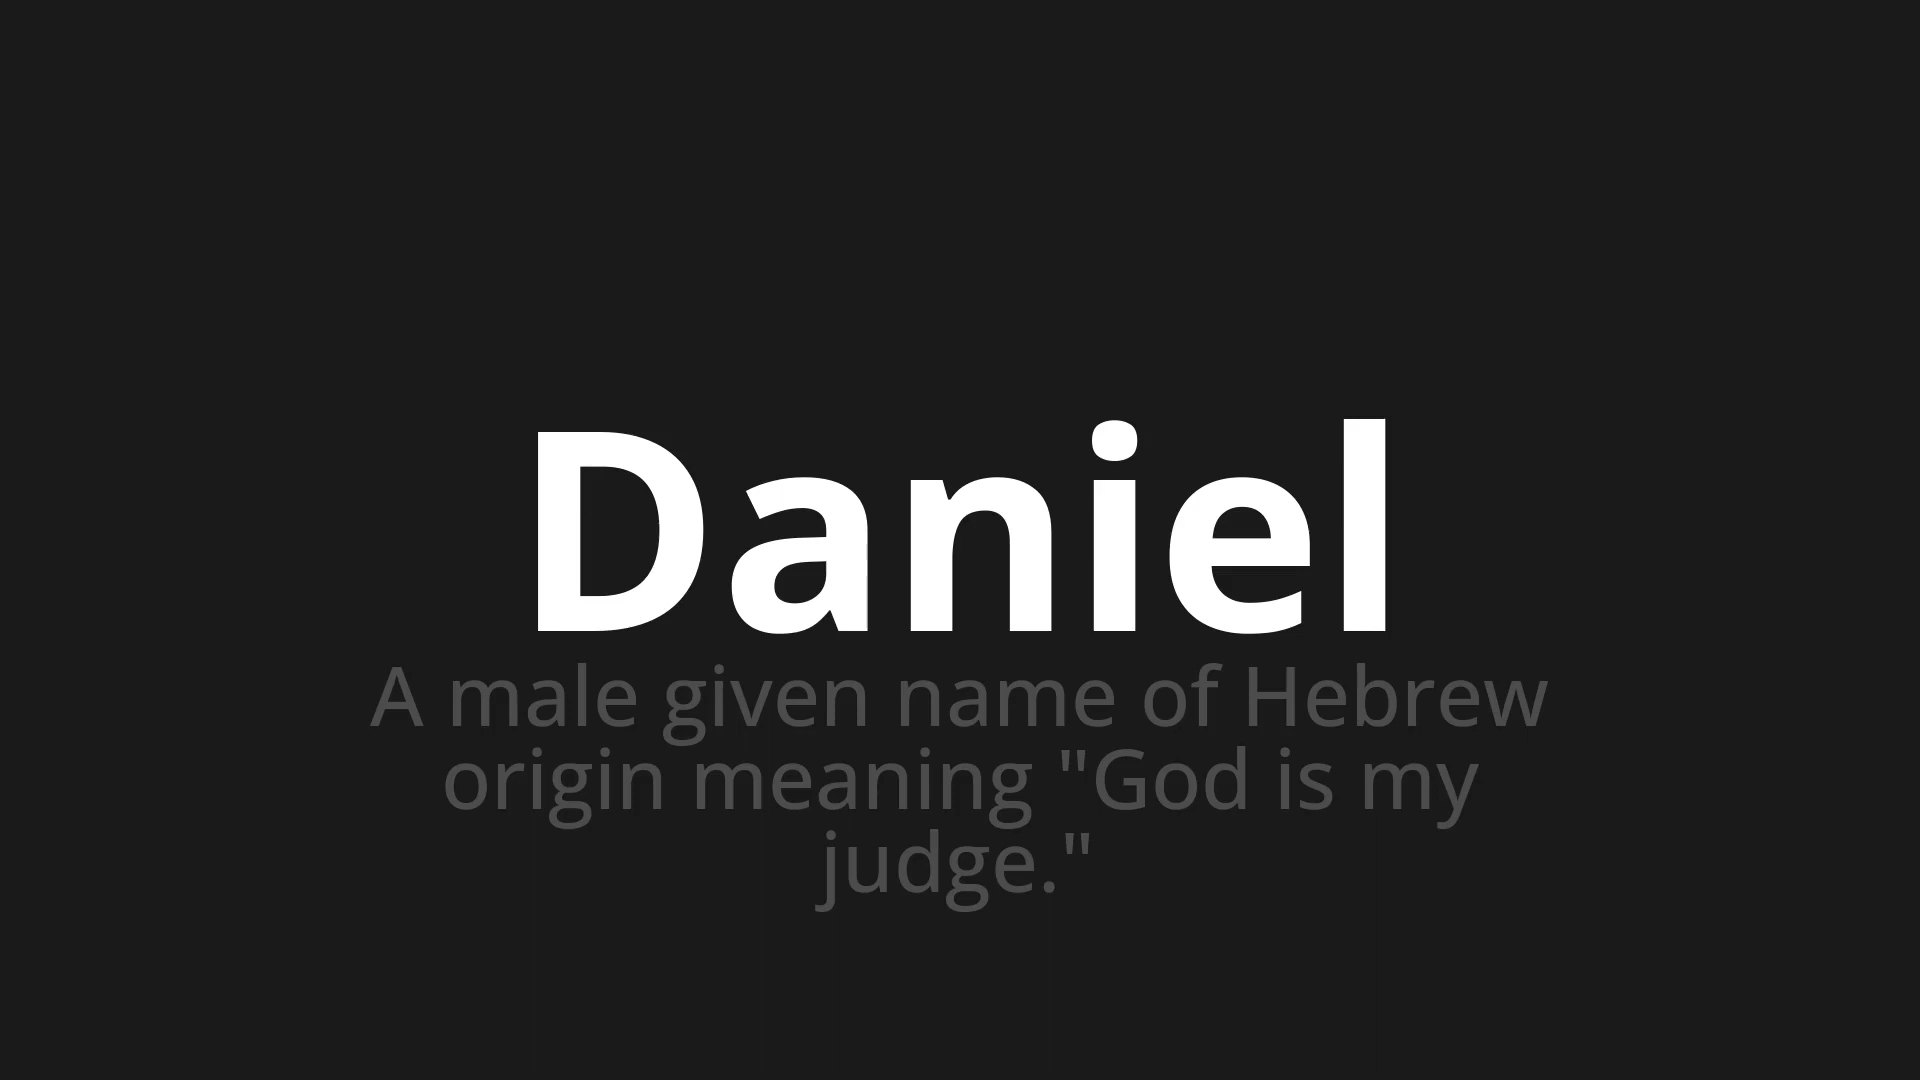 Daniel
A male given name of Hebrew
origin meaning "God is my
judge."